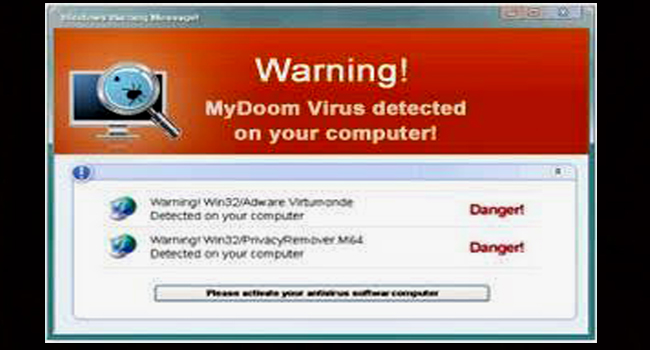 Windows Warning Message!
Warning!
MyDoom Virus detected
on your computer!
Warning! Win32/Adware.Virtumonde
Detected on your computer
Danger!
Warning! Win32/PrivacyRemover.M64
Detected on your computer
Danger!
Please activate your antivirus softwar computer